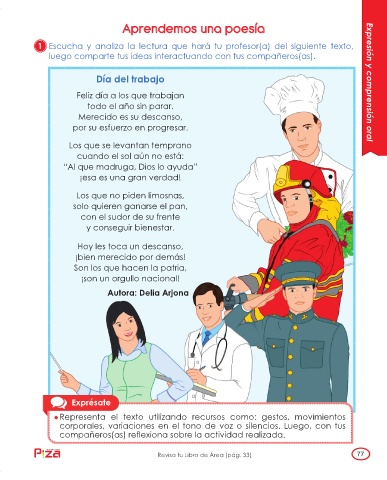 Aprendemos una poesía
1 Escucha y analiza la lectura que hará tu profesor(a) del siguiente texto,
luego comparte tus ideas interactuando con tus compañeros(as).
Día del trabajo
Feliz día a los que trabajan
todo el año sin parar.
Merecido es su descanso,
por su esfuerzo en progresar.
Los que se levantan temprano
cuando el sol aún no está:
“Al que madruga, Dios lo ayuda”
¡esa es una gran verdad!
Los que no piden limosnas,
solo quieren ganarse el pan,
con el sudor de su frente
y conseguir bienestar.
Hoy les toca un descanso,
¡bien merecido por demás!
Son los que hacen la patria,
¡son un orgullo nacional!
Autora: Delia Arjona
Expresión y comprensión oral
Exprésate
Representa el texto utilizando recursos como: gestos, movimientos
corporales, variaciones en el tono de voz o silencios. Luego, con tus
compañeros(as) reflexiona sobre la actividad realizada.
Pizza
Revisa tu Libro de Área (pág. 33)
77